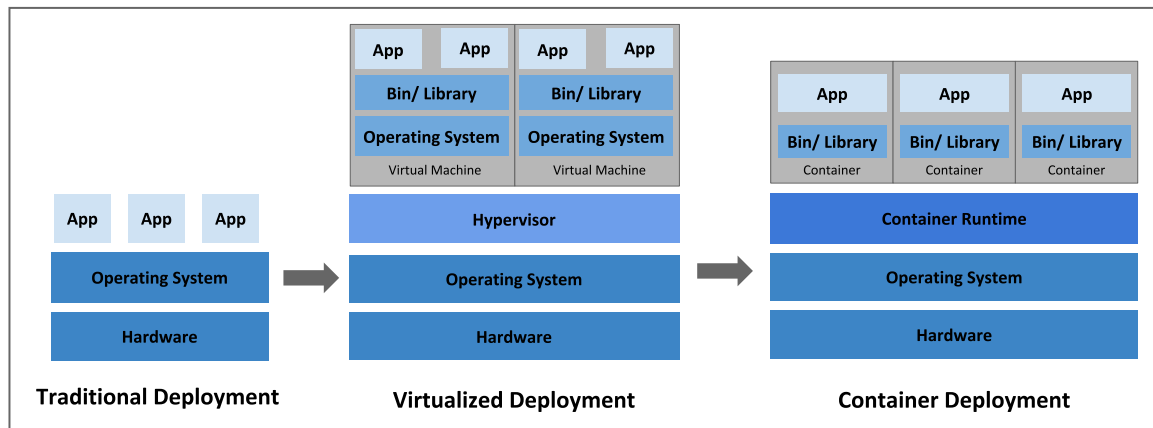 App
App
App
Operating System
Hardware
Traditional Deployment
App
App
Bin/ Library
Operating System
Virtual Machine
App
App
Bin/ Library
Operating System
Virtual Machine
Hypervisor
Operating System
Hardware
Virtualized Deployment
App
Bin/ Library
Container
App
Bin/ Library
Container
App
Bin/ Library
Container
Container Runtime
Operating System
Hardware
Container Deployment